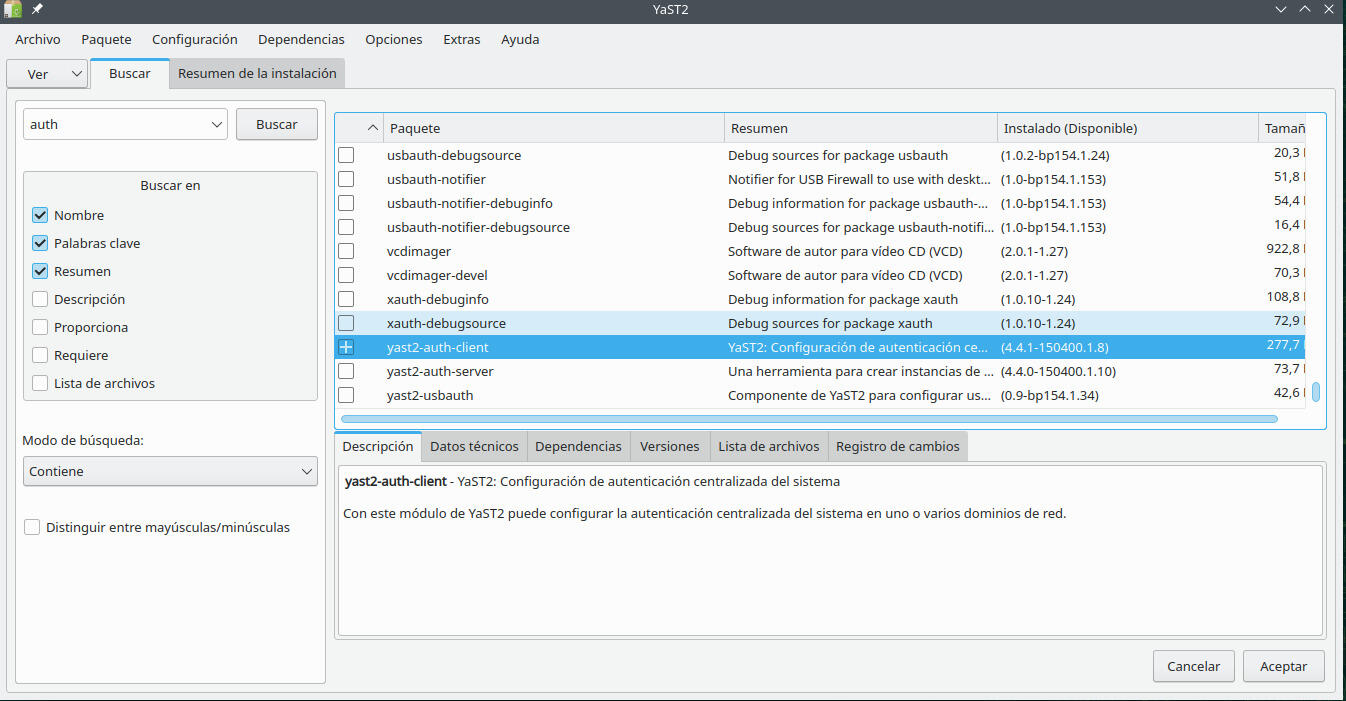 YaST2
Archivo Paquete Configuración Dependencias Opciones Extras Ayuda
Ver Buscar Resumen de la instalación
auth Buscar
Buscar en
Nombre
Palabras clave
Resumen
Descripción
Proporciona
Requiere
Lista de archivos
Modo de búsqueda:
Contiene
Distinguir entre mayúsculas/minúsculas
Paquete Resumen Instalado (Disponible) Tamañ
usbauth-debugsource Debug sources for package usbauth (1.0.2-bp154.1.24) 20,3
usbauth-notifier Notifier for USB Firewall to use with deskt... (1.0-bp154.1.153) 51,8
usbauth-notifier-debuginfo Debug information for package usbauth-... (1.0-bp154.1.153) 54,4
usbauth-notifier-debugsource Debug sources for package usbauth-notifi... (1.0-bp154.1.153) 16,4
vcdimager Software de autor para vídeo CD (VCD) (2.0.1-1.27) 922,8
vcdimager-devel Software de autor para vídeo CD (VCD) (2.0.1-1.27) 70,3
xauth-debuginfo Debug information for package xauth (1.0.10-1.24) 108,8
xauth-debugsource Debug sources for package xauth (1.0.10-1.24) 72,9
yast2-auth-client YaST2: Configuración de autenticación ce... (4.4.1-150400.1.8) 277,7
yast2-auth-server Una herramienta para crear instancias de ... (4.4.0-150400.1.10) 73,7
yast2-usbauth Componente de YaST2 para configurar us... (0.9-bp154.1.34) 42,6
Descripción Datos técnicos Dependencias Versiones Lista de archivos Registro de cambios
yast2-auth-client - YaST2: Configuración de autenticación centralizada del sistema
Con este módulo de YaST2 puede configurar la autenticación centralizada del sistema en uno o varios dominios de red.
Cancelar Aceptar